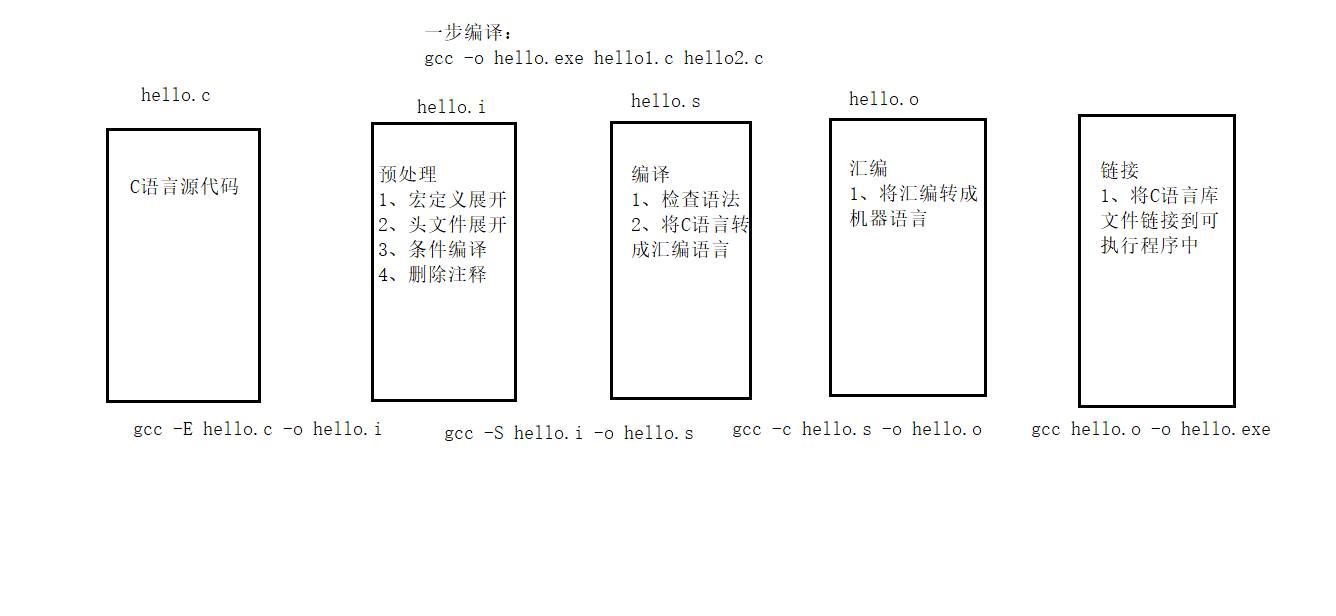 一步编译：
gcc -o hello.exe hello1.c hello2.c
hello.c
C语言源代码
gcc -E hello.c -o hello.i
hello.i
预处理
1、宏定义展开
2、头文件展开
3、条件编译
4、删除注释
gcc -S hello.i -o hello.s
hello.s
编译
1、检查语法
2、将C语言转
成汇编语言
gcc -c hello.s -o hello.o
hello.o
汇编
1、将汇编转成
机器语言
链接
1、将C语言库
文件链接到可
执行程序中
gcc hello.o -o hello.exe